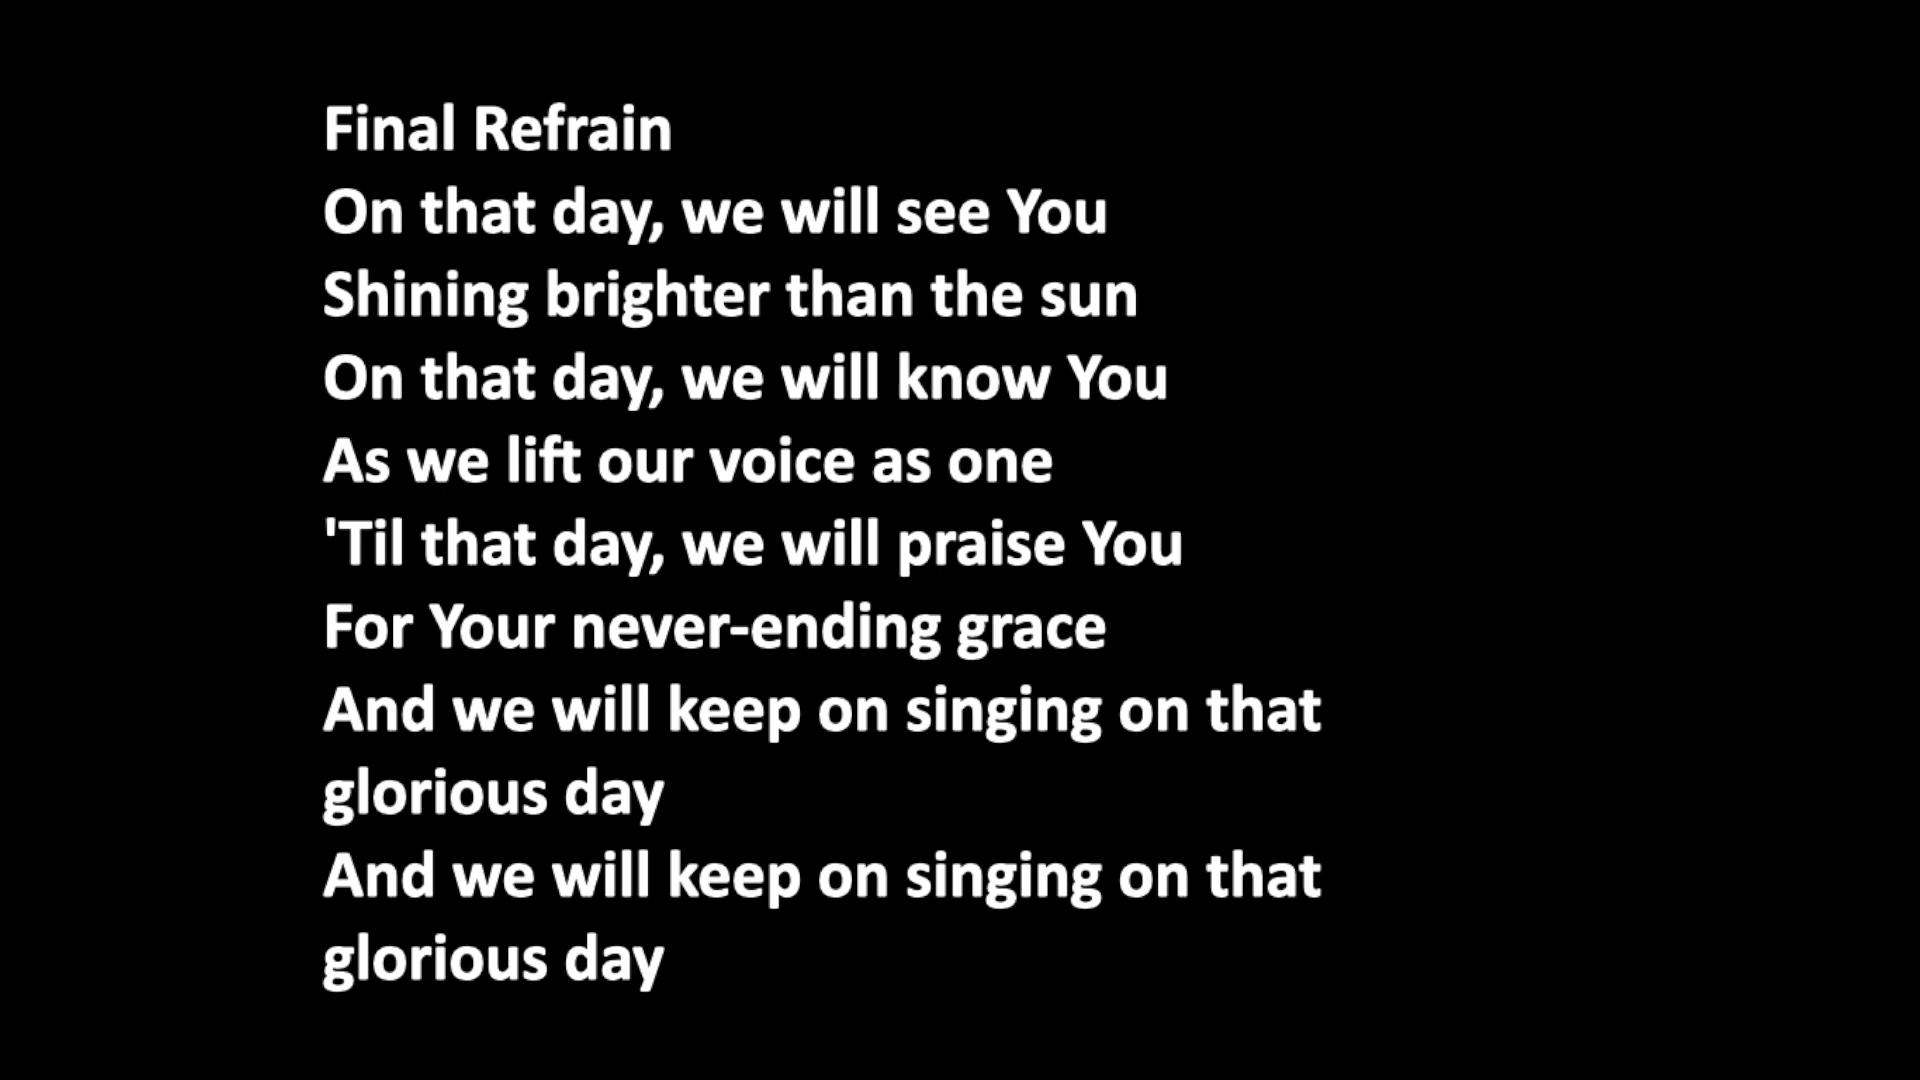 Final Refrain
On that day, we will see You
Shining brighter than the sun
On that day, we will know You
As we lift our voice as one
'Til that day, we will praise You
For Your never-ending grace
And we will keep on singing on that
glorious day
And we will keep on singing on that
glorious day